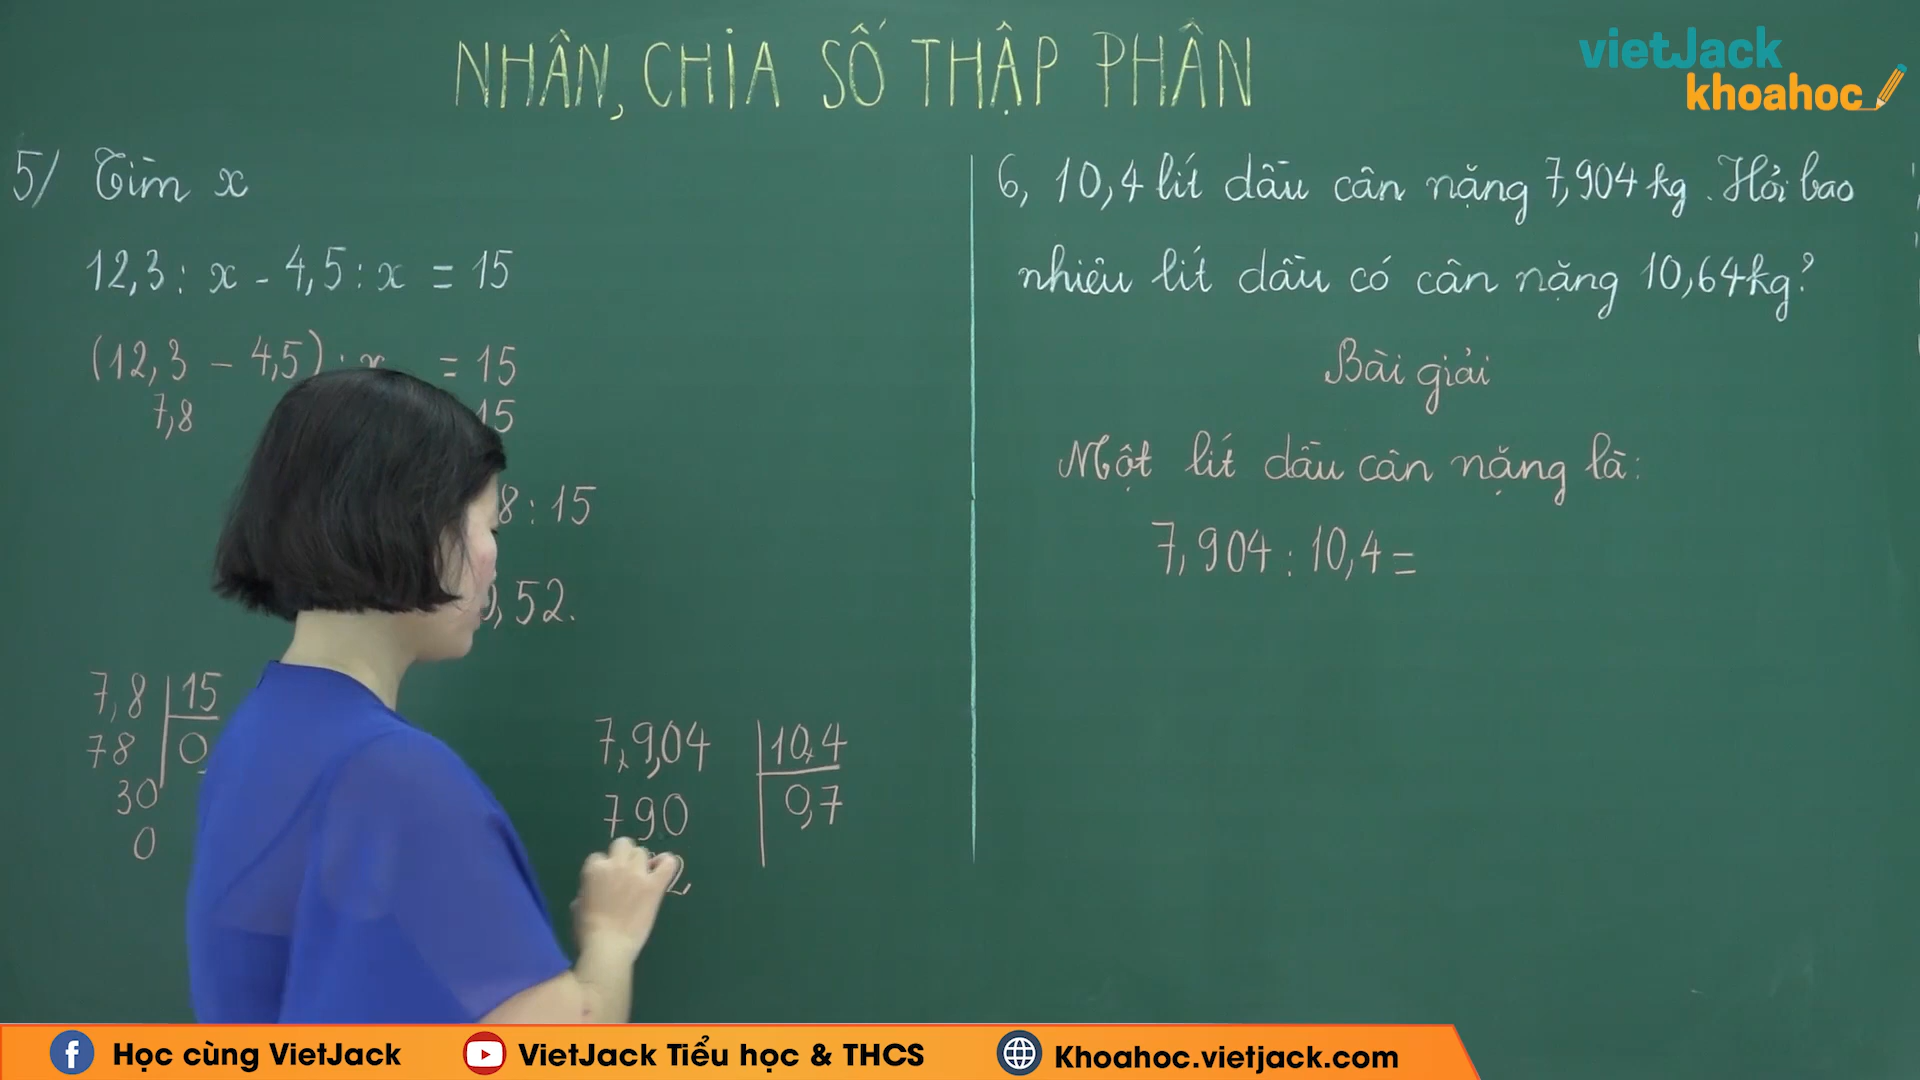 NHÂN, CHIA SỐ THẬP PHÂN
vietJack
khoahoc
5/ Tìm x
12,3 : x - 4,5 : x = 15
(12,3 - 4,5) : x = 15
7,8 15
8 : 15
0,52.
7,8 15
78 0,
30
0
7,9,04 10,4
790 0,7
2
6, 10,4 lít dầu cân nặng 7,904 kg. Hỏi bao
nhiêu lít dầu có cân nặng 10,64kg?
Bài giải
Một lít dầu cân nặng là:
7,904 : 10,4 =
Học cùng VietJack
VietJack Tiểu học & THCS
Khoahoc.vietjack.com